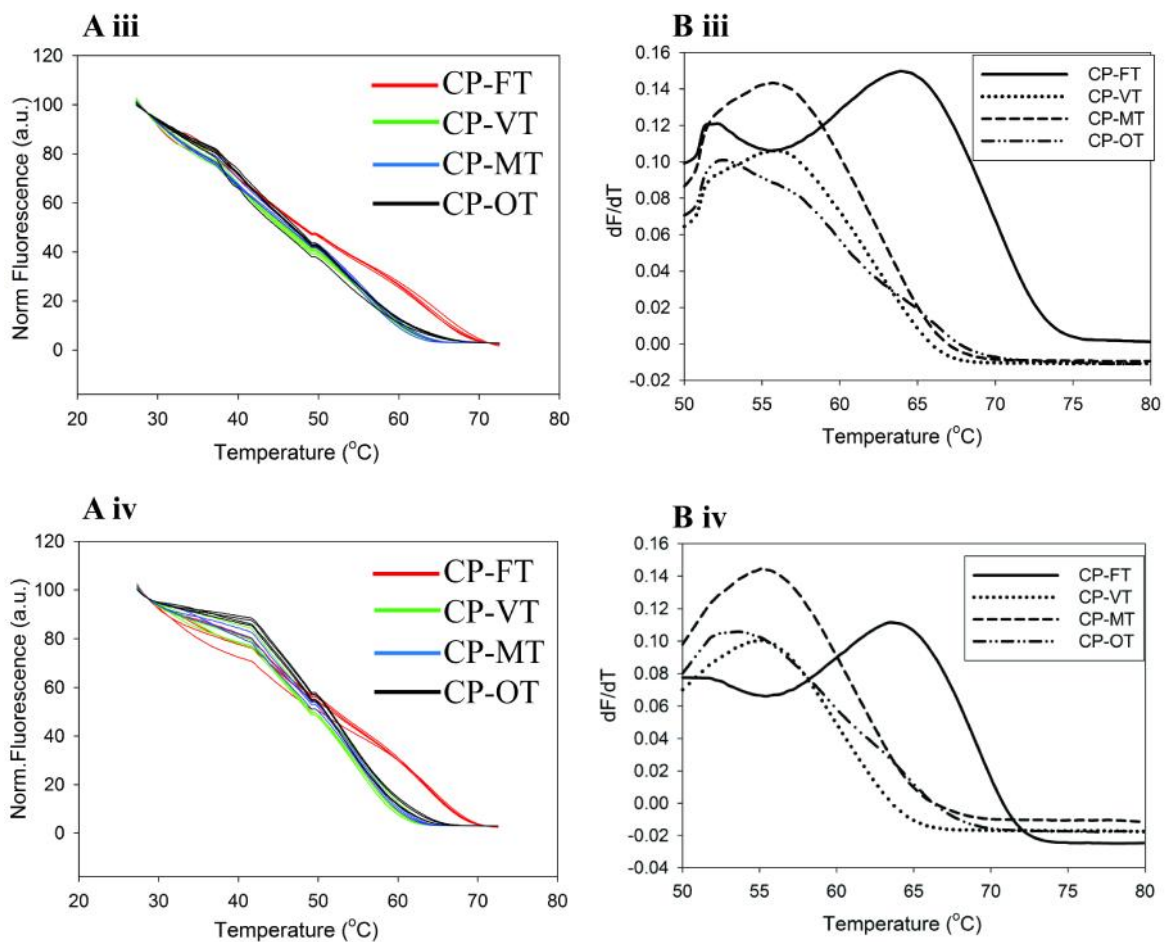 A iii
120
100
80
60
40
20
0
Norm Fluorescence (a.u.)
CP-FT
CP-VT
CP-MT
CP-OT
20 30 40 50 60 70 80
Temperature (°C)
B iii
0.16
0.14
0.12
0.10
0.08
0.06
0.04
0.02
0.00
-0.02
dF/dT
CP-FT
CP-VT
CP-MT
CP-OT
50 55 60 65 70 75 80
Temperature (°C)
A iv
120
100
80
60
40
20
0
Norm.Fluorescence (a.u.)
CP-FT
CP-VT
CP-MT
CP-OT
20 30 40 50 60 70 80
Temperature (°C)
B iv
0.16
0.14
0.12
0.10
0.08
0.06
0.04
0.02
0.00
-0.02
-0.04
dF/dT
CP-FT
CP-VT
CP-MT
CP-OT
50 55 60 65 70 75 80
Temperature (°C)